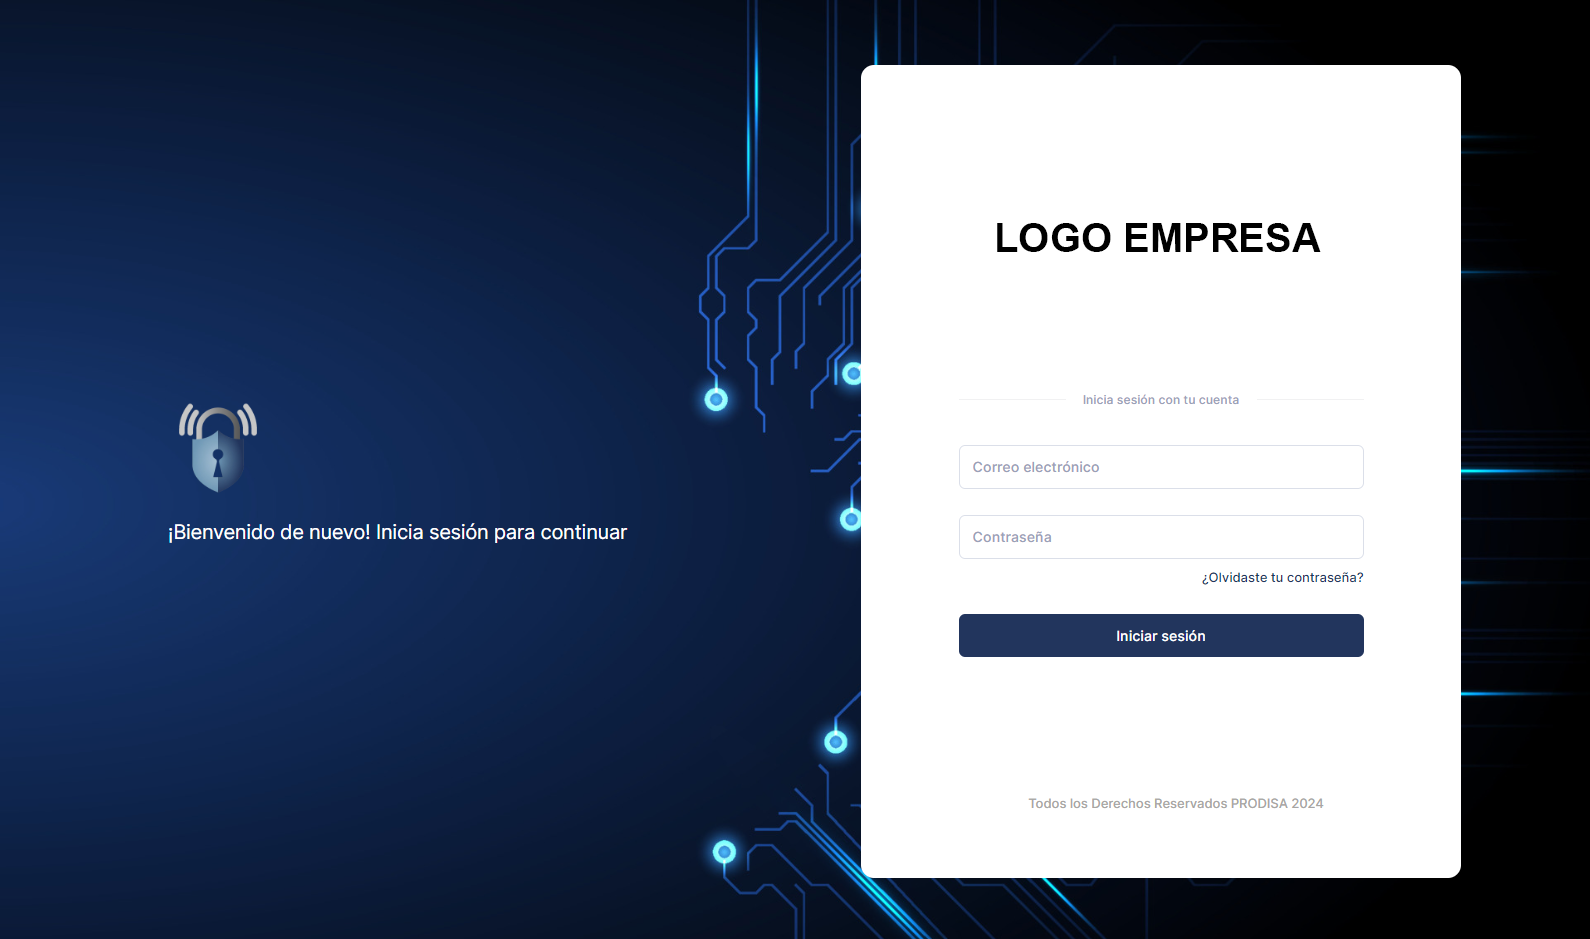 ¡Bienvenido de nuevo! Inicia sesión para continuar
LOGO EMPRESA
Inicia sesión con tu cuenta
Correo electrónico
Contraseña
¿Olvidaste tu contraseña?
Iniciar sesión
Todos los Derechos Reservados PRODISA 2024